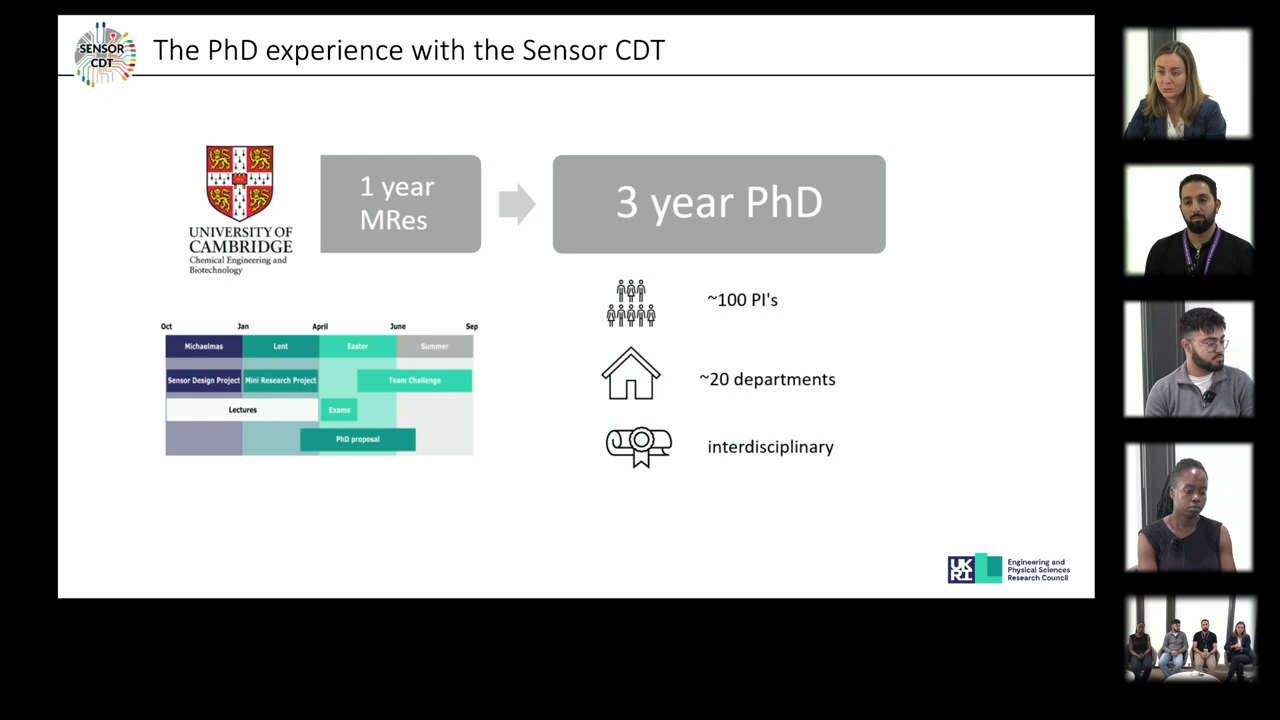 SENSOR
CDT
The PhD experience with the Sensor CDT
UNIVERSITY OF
CAMBRIDGE
Chemical Engineering and
Biotechnology
1 year
MRes
3 year PhD
Oct Jan April June Sep
Michaelmas Lent Easter Summer
Sensor Design Project Mini Research Project Team Challenge
Lectures Exams
PhD proposal
~100 PI's
~20 departments
interdisciplinary
UK
RI
Engineering and
Physical Sciences
Research Council